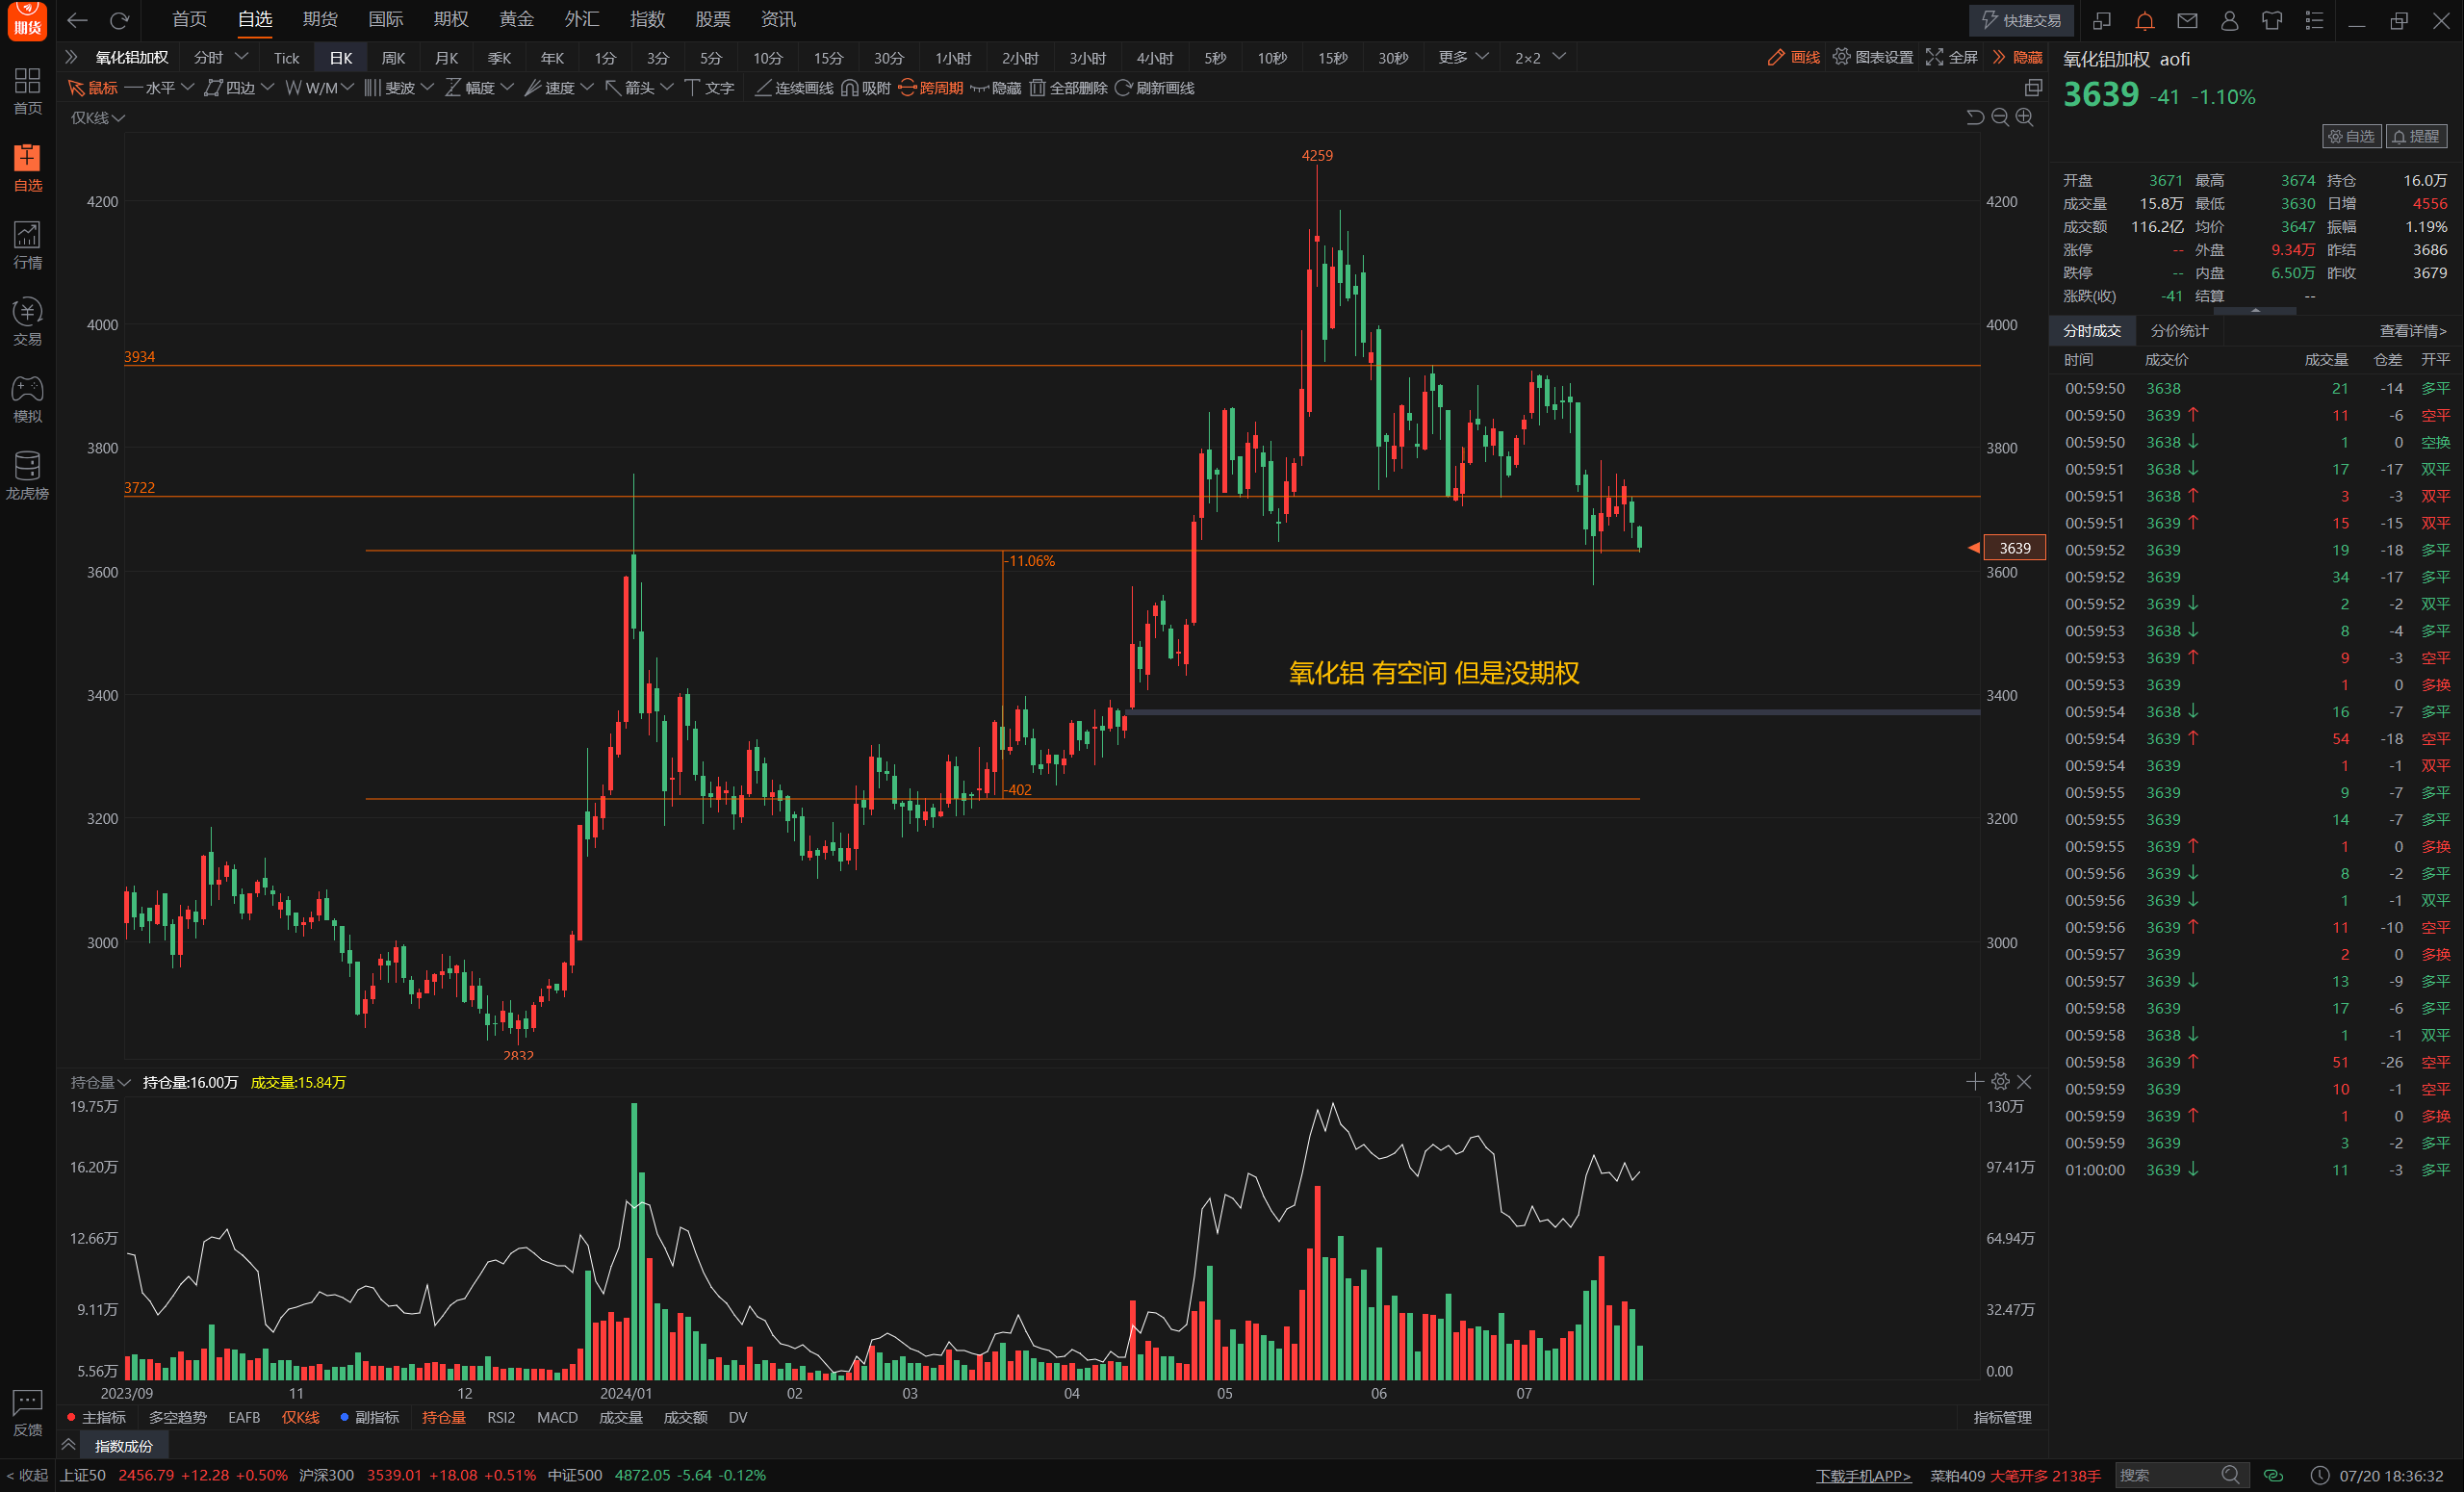 期货 首页 自选 期货 国际 期权 黄金 外汇 指数 股票 资讯 快捷交易
氧化铝加权 分时 Tick 日K 周K 月K 季K 年K 1分 3分 5分 10分 15分 30分 1小时 2小时 3小时 4小时 5秒 10秒 15秒 30秒 更多 2×2 画线 图表设置 全屏 隐藏
鼠标 水平 四边 W/M 斐波 幅度 速度 箭头 文字 连续画线 吸附 跨周期 隐藏 全部删除 刷新画线
仅K线
首页
自选
行情
交易
模拟
龙虎榜
反馈
4259
4200 4200
4000 4000
3934
3800 3800
3722
3639
-11.06%
3600 3600
氧化铝 有空间 但是没期权
3400 3400
-402
3200 3200
3000 3000
2832
持仓量 持仓量:16.00万 成交量:15.84万
19.75万 130万
16.20万 97.41万
12.66万 64.94万
9.11万 32.47万
5.56万 0.00
2023/09 11 12 2024/01 02 03 04 05 06 07
主指标 多空趋势 EAFB 仅K线 副指标 持仓量 RSI2 MACD 成交量 成交额 DV 指标管理
指数成份
氧化铝加权 aofi
3639 -41 -1.10%
自选 提醒
开盘 3671 最高 3674 持仓 16.0万
成交量 15.8万 最低 3630 日增 4556
成交额 116.2亿 均价 3647 振幅 1.19%
涨停 -- 外盘 9.34万 昨结 3686
跌停 -- 内盘 6.50万 昨收 3679
涨跌(收) -41 结算 --
分时成交 分价统计 查看详情>
时间 成交价 成交量 仓差 开平
00:59:50 3638 21 -14 多平
00:59:50 3639 ↑ 11 -6 空平
00:59:50 3638 ↓ 1 0 空换
00:59:51 3638 ↓ 17 -17 双平
00:59:51 3638 ↑ 3 -3 双平
00:59:51 3639 ↑ 15 -15 双平
00:59:52 3639 19 -18 多平
00:59:52 3639 34 -17 多平
00:59:52 3639 ↓ 2 -2 双平
00:59:53 3638 ↓ 8 -4 多平
00:59:53 3639 ↑ 9 -3 空平
00:59:53 3639 1 0 多换
00:59:54 3638 ↓ 16 -7 多平
00:59:54 3639 ↑ 54 -18 空平
00:59:54 3639 1 -1 双平
00:59:55 3639 9 -7 多平
00:59:55 3639 14 -7 多平
00:59:55 3639 ↑ 1 0 多换
00:59:56 3639 ↓ 8 -2 多平
00:59:56 3639 ↓ 1 -1 双平
00:59:56 3639 ↑ 11 -10 空平
00:59:57 3639 2 0 多换
00:59:57 3639 ↓ 13 -9 多平
00:59:58 3639 17 -6 多平
00:59:58 3638 ↓ 1 -1 双平
00:59:58 3639 ↑ 51 -26 空平
00:59:59 3639 10 -1 空平
00:59:59 3639 ↑ 1 0 多换
00:59:59 3639 3 -2 多平
01:00:00 3639 ↓ 11 -3 多平
< 收起 上证50 2456.79 +12.28 +0.50% 沪深300 3539.01 +18.08 +0.51% 中证500 4872.05 -5.64 -0.12% 下载手机APP> 菜粕409 大笔开多 2138手 搜索 07/20 18:36:32